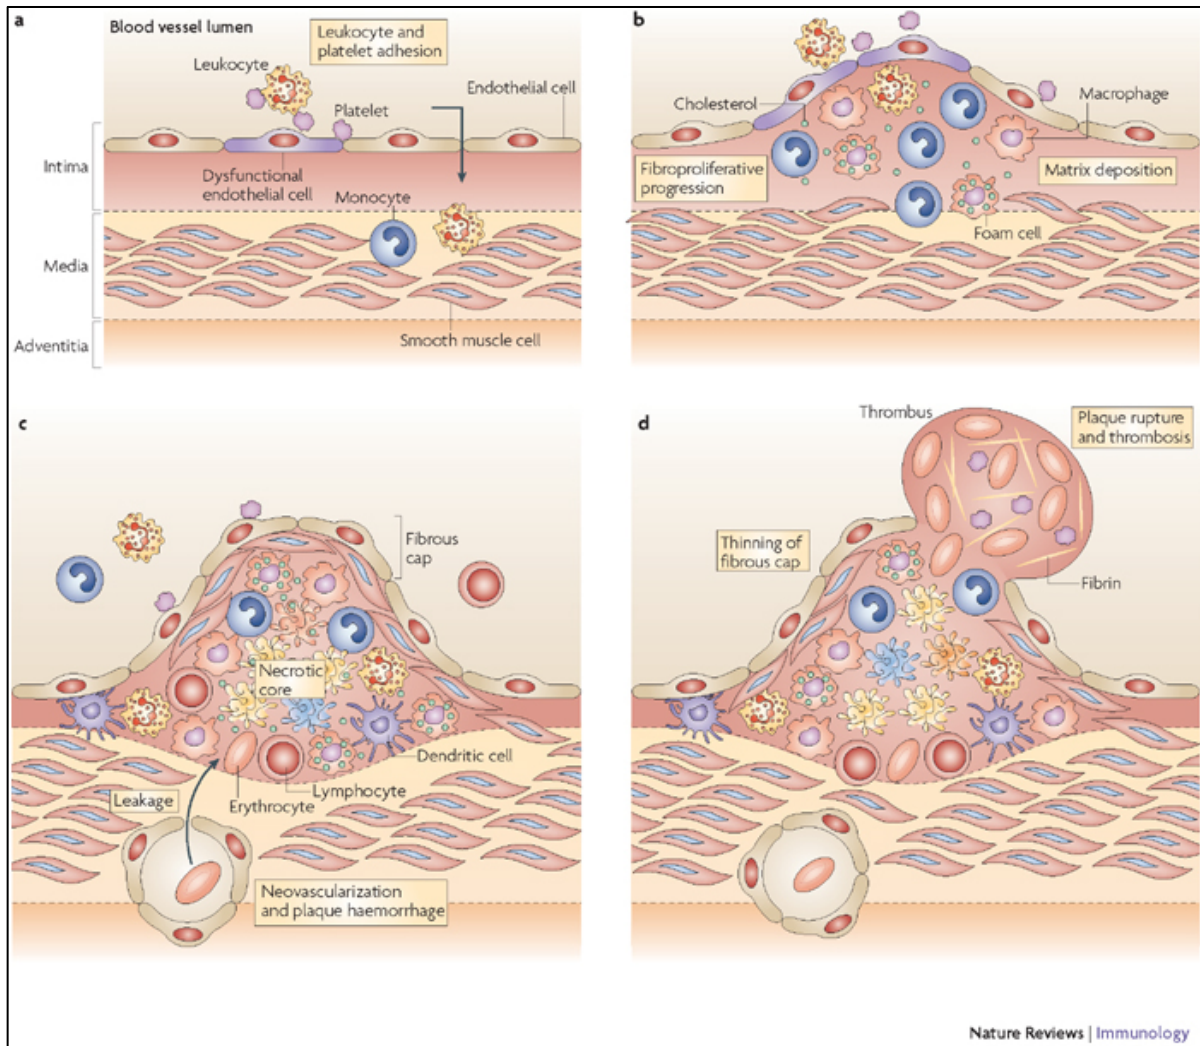 a
Blood vessel lumen
Leukocyte and
platelet adhesion
Leukocyte
Platelet
Endothelial cell
Intima
Dysfunctional
endothelial cell
Monocyte
Media
Smooth muscle cell
Adventitia
b
Cholesterol
Macrophage
Fibroproliferative
progression
Matrix deposition
Foam cell
c
Fibrous
cap
Necrotic
core
Dendritic cell
Leakage
Lymphocyte
Erythrocyte
Neovascularization
and plaque haemorrhage
d
Thrombus
Plaque rupture
and thrombosis
Thinning of
fibrous cap
Fibrin
Nature Reviews | Immunology